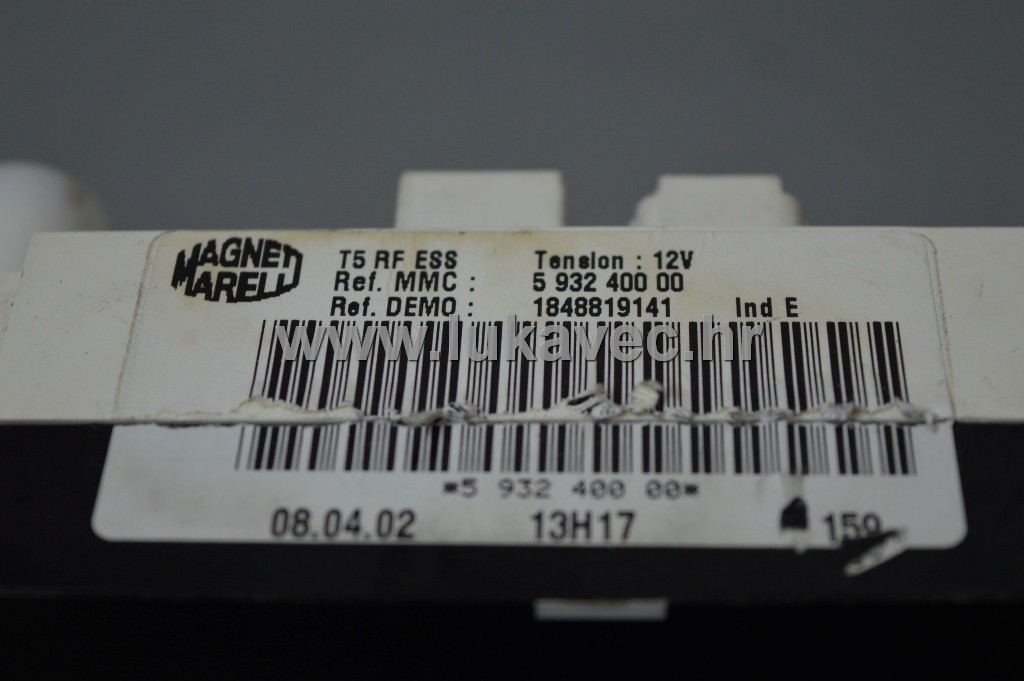 MAGNETI MARELLI
T5 RF ESS Tension : 12V
Ref. MMC : 5 932 400 00
Ref. DEMO : 1848819141 Ind E
www.lukavec.hr
*5 932 400 00*
08.04.02 13H17 159